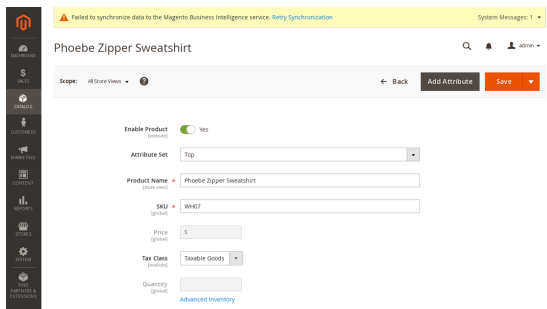 Failed to synchronize data to the Magento Business Intelligence service. Retry Synchronization
System Messages: 1
Phoebe Zipper Sweatshirt
admin
DASHBOARD
SALES
CATALOG
CUSTOMERS
MARKETING
CONTENT
REPORTS
STORES
SYSTEM
FIND PARTNERS & EXTENSIONS
Scope: All Store Views ?
← Back
Add Attribute
Save
Enable Product
[website]
Yes
Attribute Set
Top
Product Name *
[store view]
Phoebe Zipper Sweatshirt
SKU *
[global]
WH07
Price
[global]
$
Tax Class
[website]
Taxable Goods
Quantity
[global]
Advanced Inventory